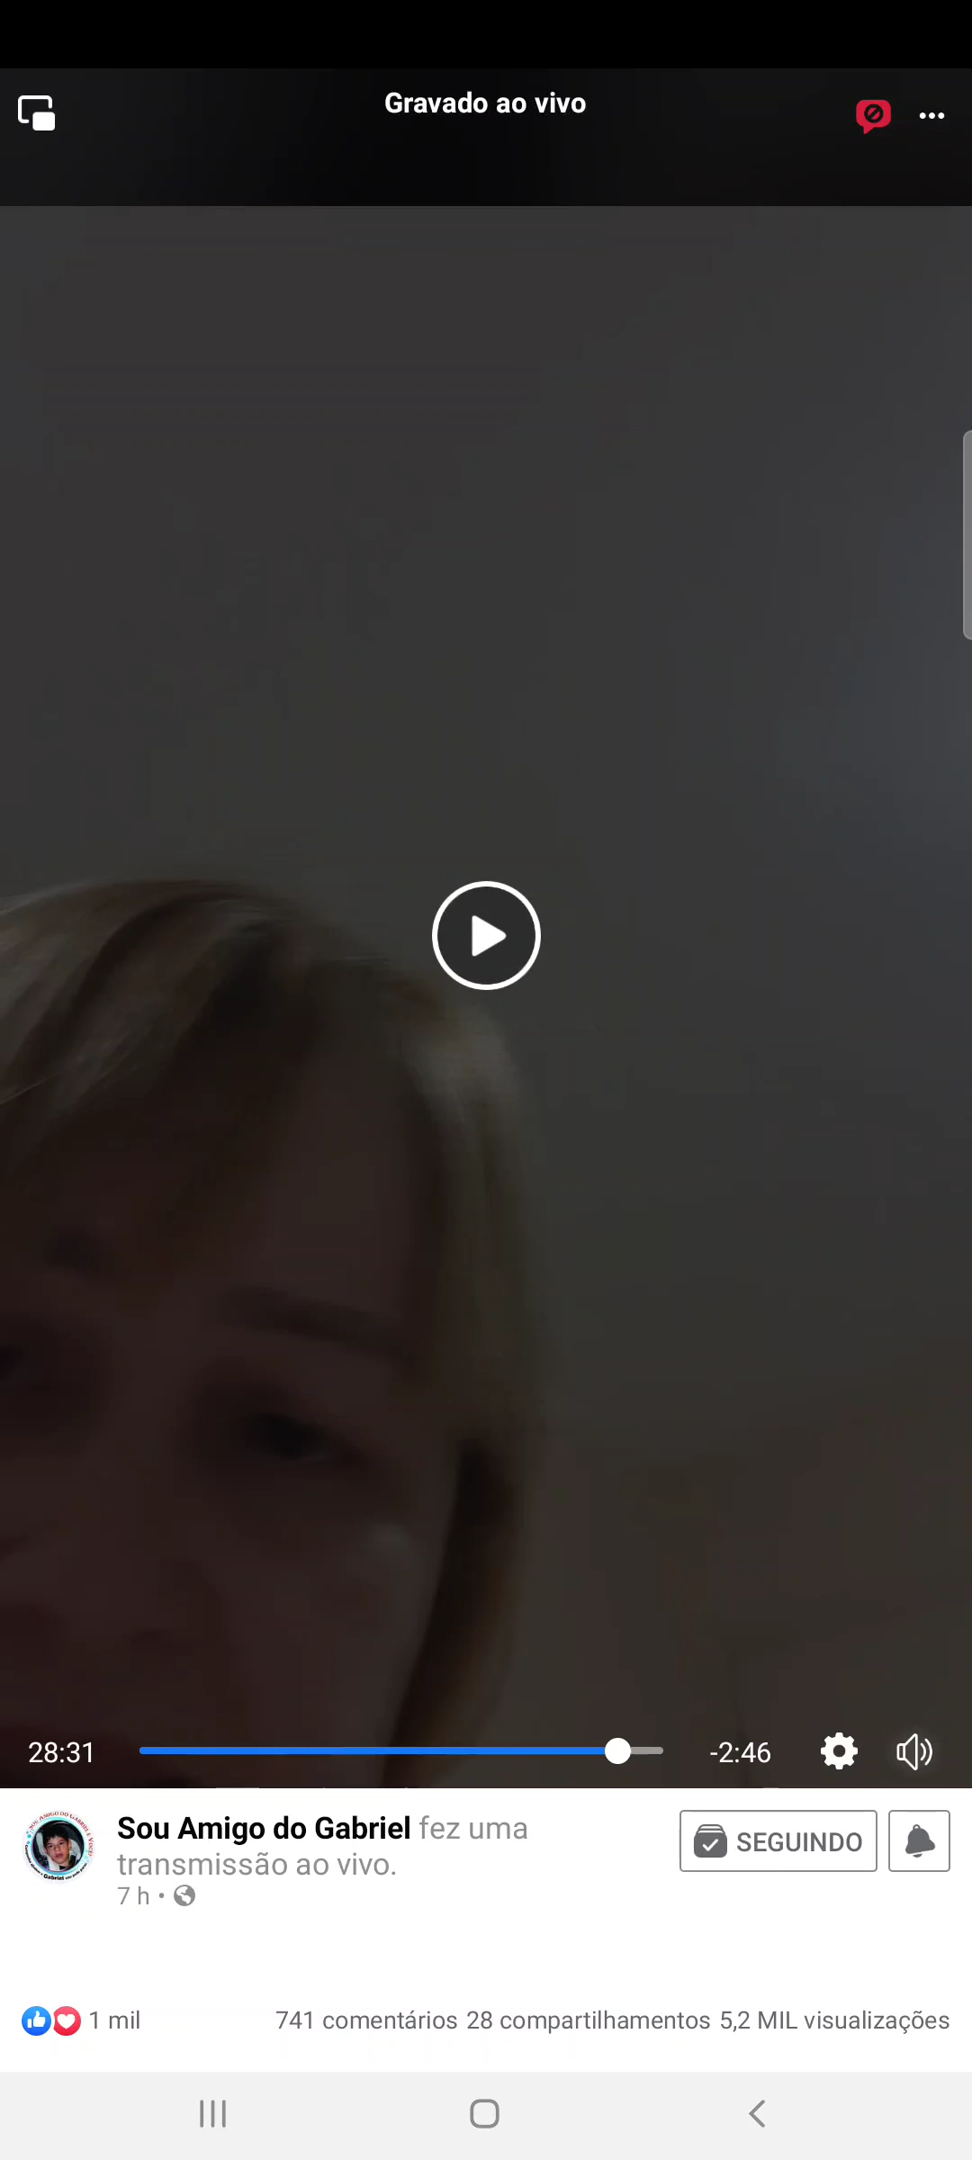 Gravado ao vivo
28:31
-2:46
Sou Amigo do Gabriel fez uma
transmissão ao vivo.
SEGUINDO
7 h •
1 mil
741 comentários 28 compartilhamentos 5,2 MIL visualizações